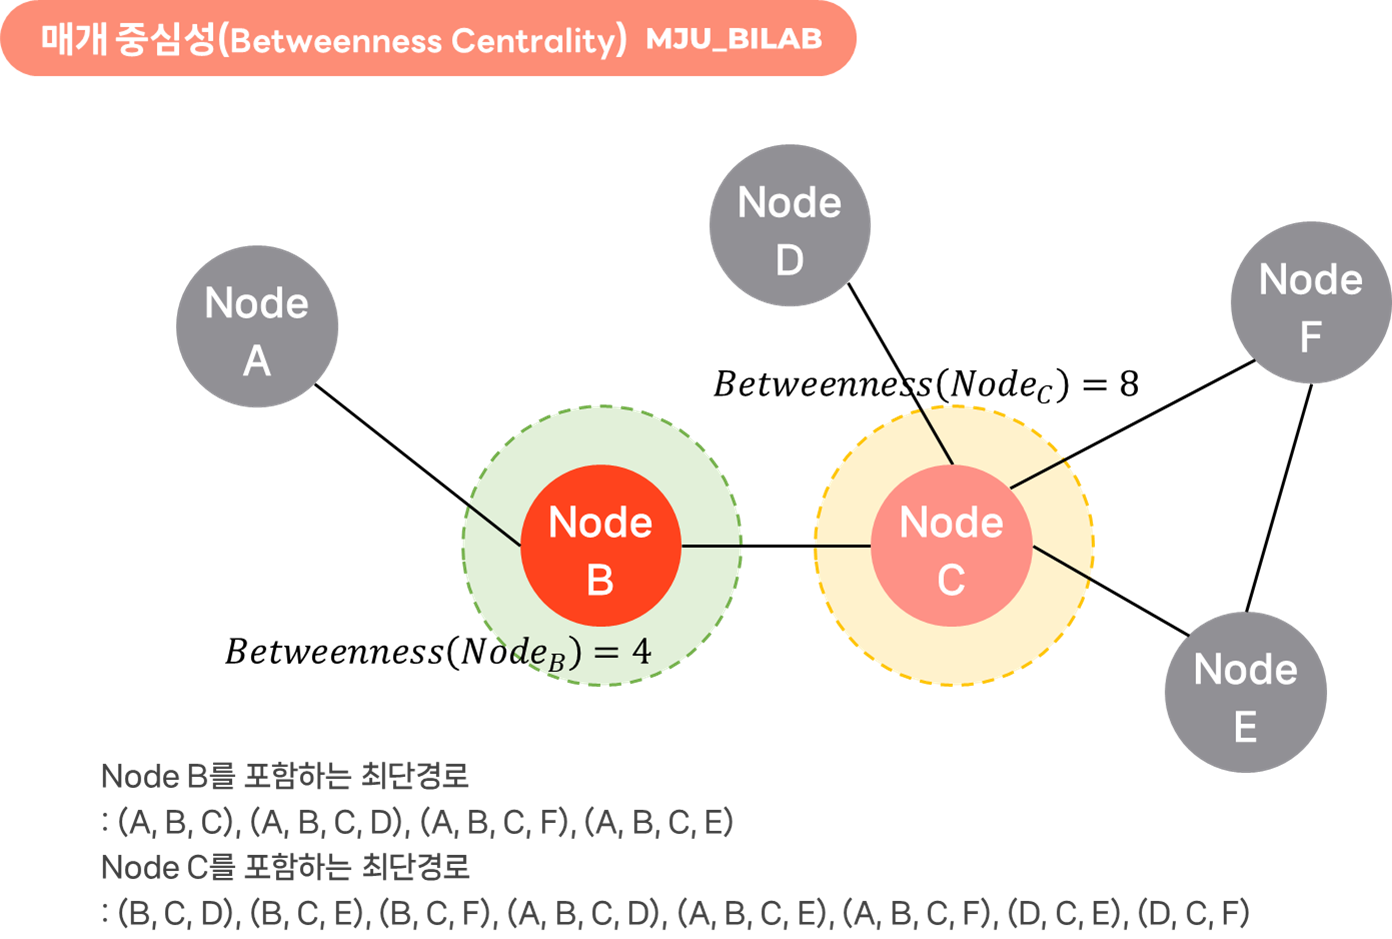 매개 중심성(Betweenness Centrality) MJU_BILAB
Node
D
Node
F
Node
A
Betweenness(Node_C) = 8
Node
B
Node
C
Betweenness(Node_B) = 4
Node
E
Node B를 포함하는 최단경로
: (A, B, C), (A, B, C, D), (A, B, C, F), (A, B, C, E)
Node C를 포함하는 최단경로
: (B, C, D), (B, C, E), (B, C, F), (A, B, C, D), (A, B, C, E), (A, B, C, F), (D, C, E), (D, C, F)